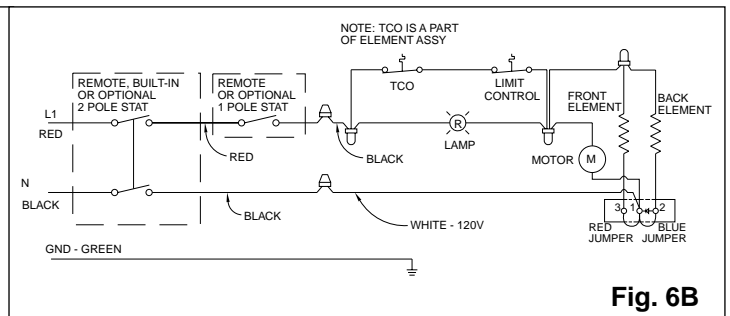 NOTE: TCO IS A PART
OF ELEMENT ASSY
REMOTE, BUILT-IN
OR OPTIONAL
2 POLE STAT
REMOTE
OR OPTIONAL
1 POLE STAT
TCO
LIMIT
CONTROL
FRONT
ELEMENT
BACK
ELEMENT
L1
RED
RED
BLACK
R
LAMP
MOTOR
M
N
BLACK
BLACK
WHITE - 120V
3
1
2
RED
JUMPER
BLUE
JUMPER
GND - GREEN
Fig. 6B